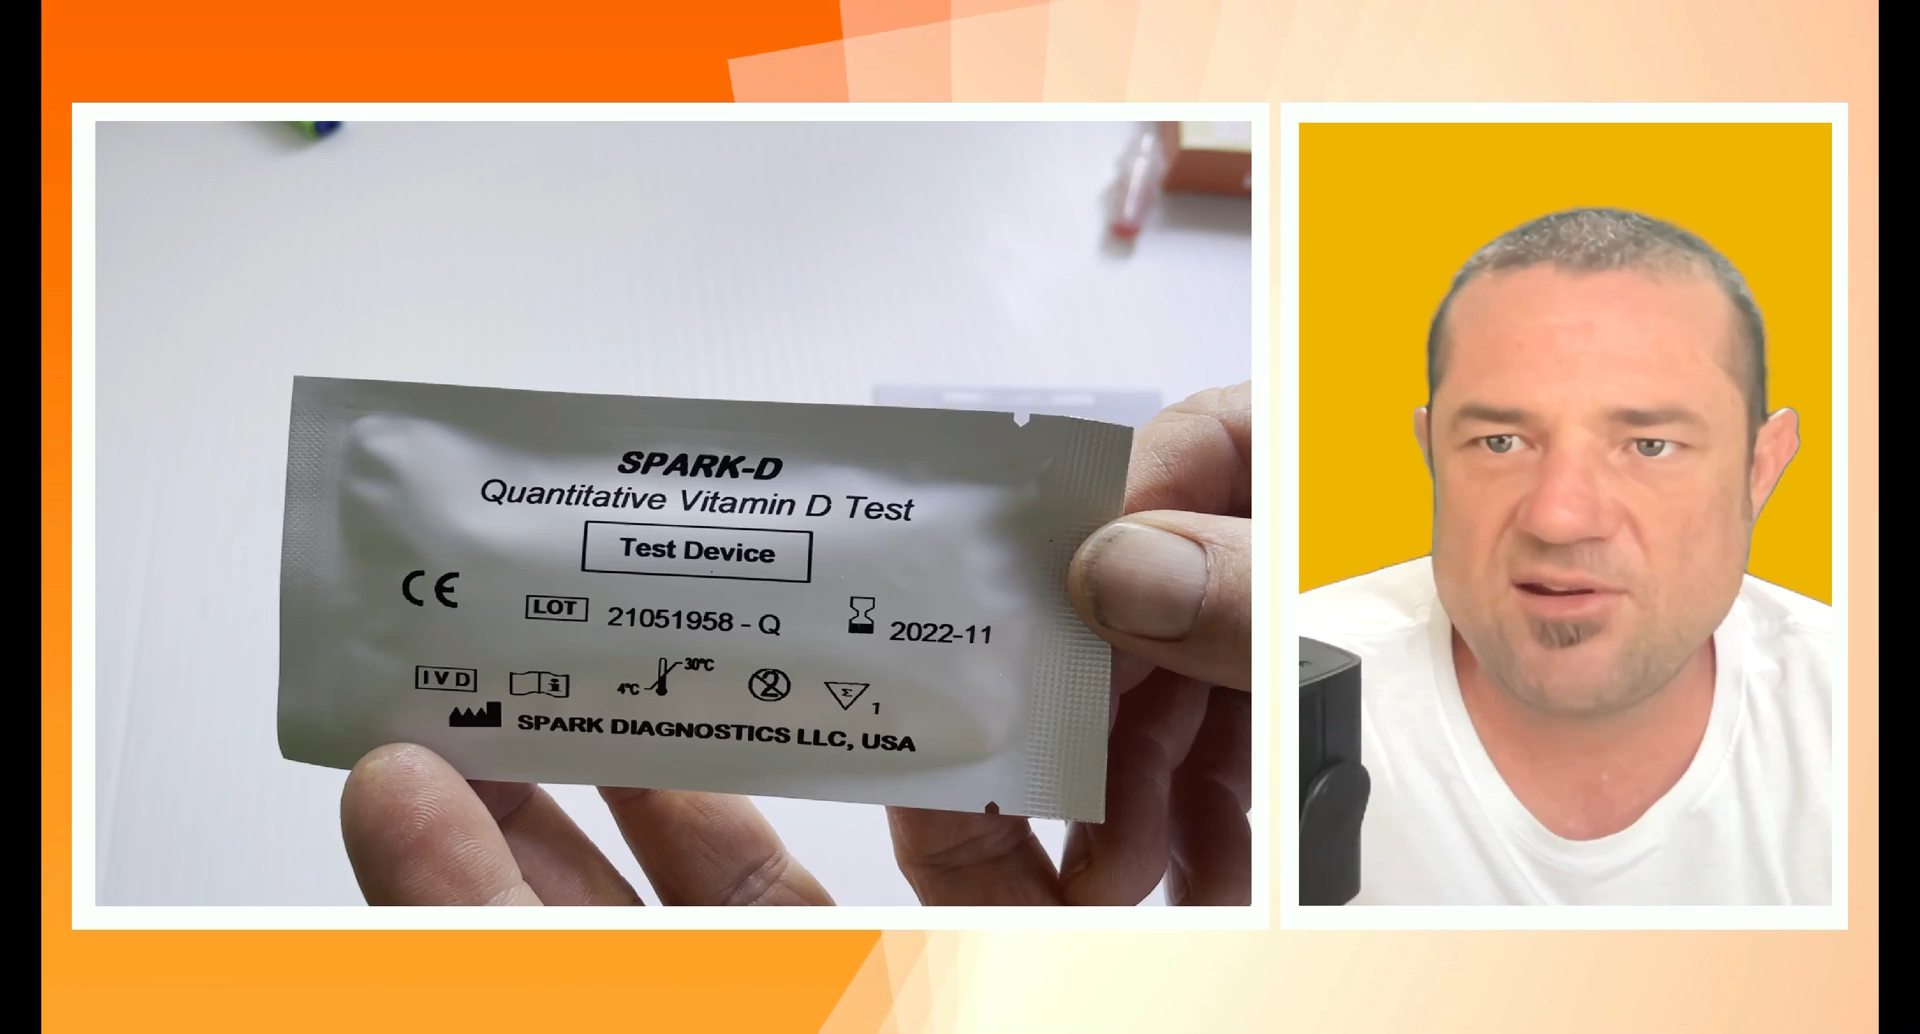 SPARK-D
Quantitative Vitamin D Test
Test Device
CE
LOT 21051958 - Q 2022-11
IVD i 4°C 30°C 2 Σ 1
SPARK DIAGNOSTICS LLC, USA